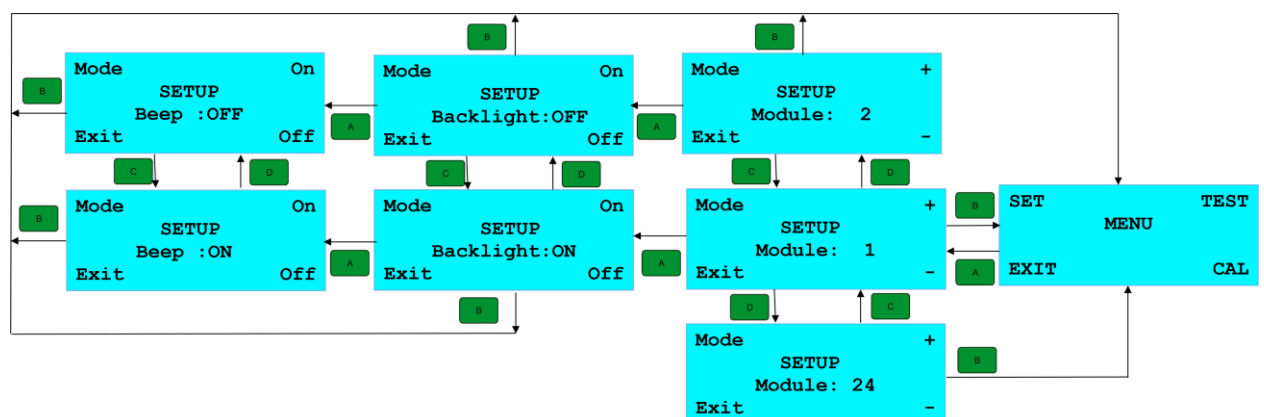 B
B
Mode On
SETUP
Beep :OFF
Exit Off
B
A
Mode On
SETUP
Backlight:OFF
Exit Off
A
Mode +
SETUP
Module: 2
Exit -
C
D
C
D
C
D
Mode On
SETUP
Beep :ON
Exit Off
B
A
Mode On
SETUP
Backlight:ON
Exit Off
A
Mode +
SETUP
Module: 1
Exit -
B
A
SET TEST
MENU
EXIT CAL
B
D
C
Mode +
SETUP
Module: 24
Exit -
B